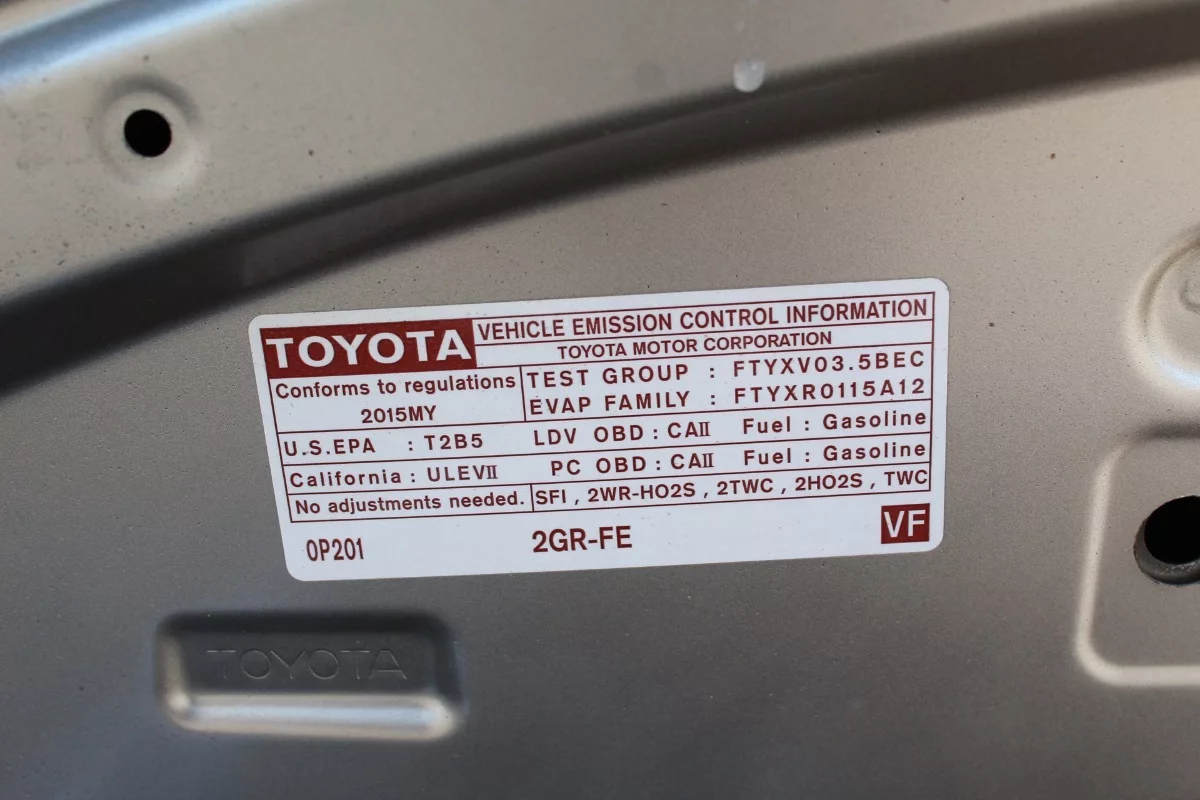 TOYOTA VEHICLE EMISSION CONTROL INFORMATION
TOYOTA MOTOR CORPORATION
Conforms to regulations
2015MY
TEST GROUP : FTYXV03.5BEC
EVAP FAMILY : FTYXR0115A12
U.S.EPA : T2B5 LDV OBD : CAII Fuel : Gasoline
California : ULEVII PC OBD : CAII Fuel : Gasoline
No adjustments needed. SFI , 2WR-HO2S , 2TWC , 2HO2S , TWC
0P201 2GR-FE VF
TOYOTA